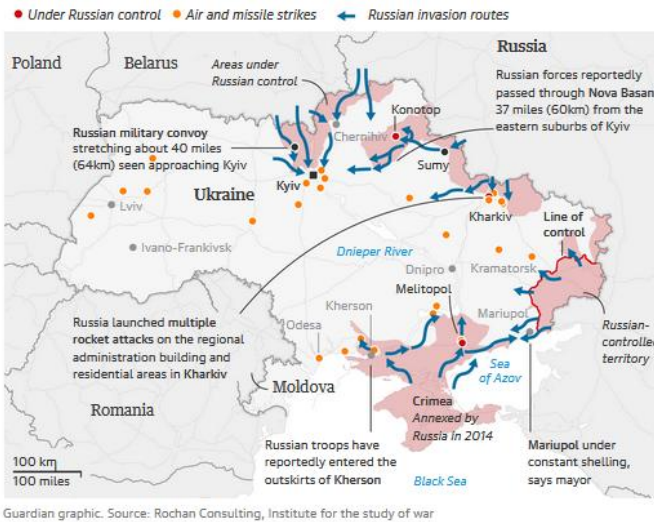 Under Russian control Air and missile strikes Russian invasion routes
Poland
Belarus
Areas under
Russian control
Russia
Russian forces reportedly
passed through Nova Basan
37 miles (60km) from the
eastern suburbs of Kyiv
Konotop
Chernihiv
Russian military convoy
stretching about 40 miles
(64km) seen approaching Kyiv
Sumy
Kyiv
Ukraine
Lviv
Kharkiv
Line of
control
Ivano-Frankivsk
Dnieper River
Dnipro
Kramatorsk
Melitopol
Kherson
Mariupol
Russia launched multiple
rocket attacks on the regional
administration building and
residential areas in Kharkiv
Odesa
Russian-
controlled
territory
Sea
of Azov
Moldova
Romania
Crimea
Annexed by
Russia in 2014
Russian troops have
reportedly entered the
outskirts of Kherson
Mariupol under
constant shelling,
says mayor
Black Sea
100 km
100 miles
Guardian graphic. Source: Rochan Consulting, Institute for the study of war